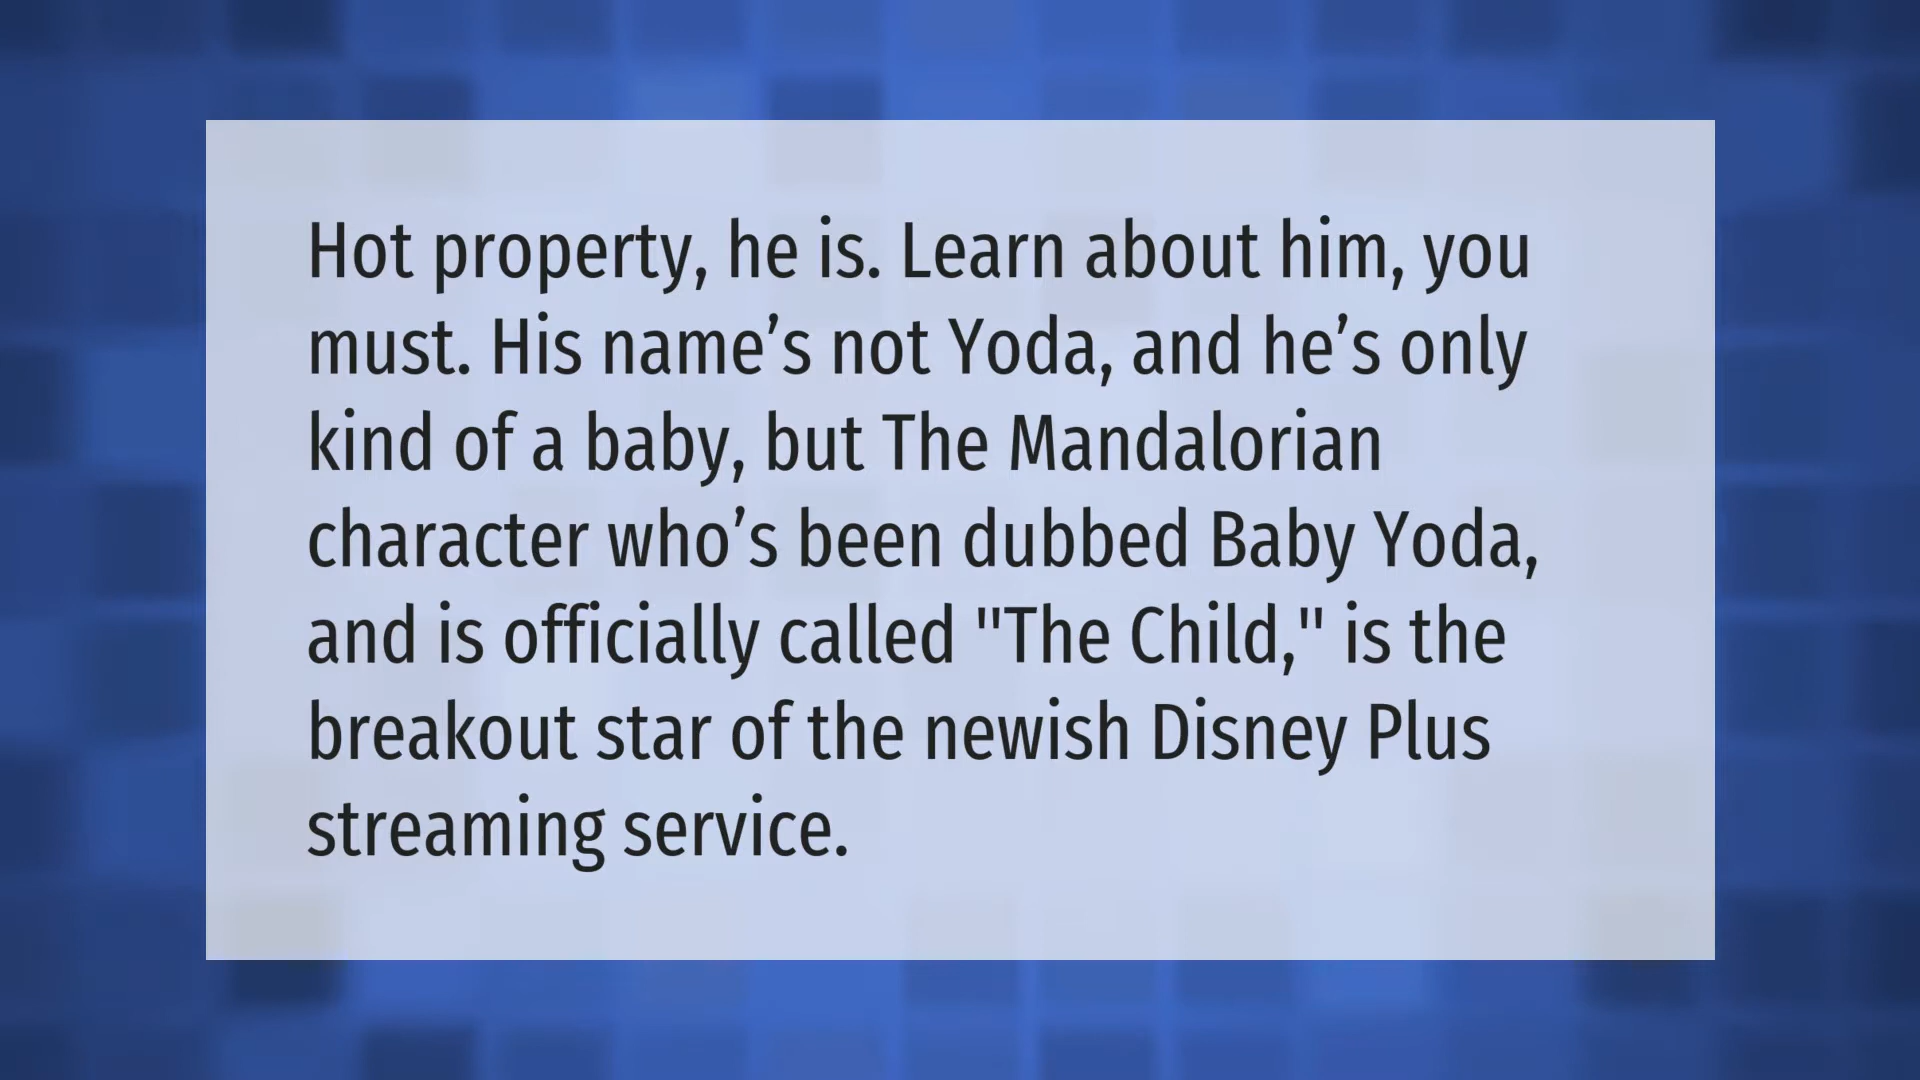 Hot property, he is. Learn about him, you
must. His name’s not Yoda, and he’s only
kind of a baby, but The Mandalorian
character who’s been dubbed Baby Yoda,
and is officially called "The Child," is the
breakout star of the newish Disney Plus
streaming service.